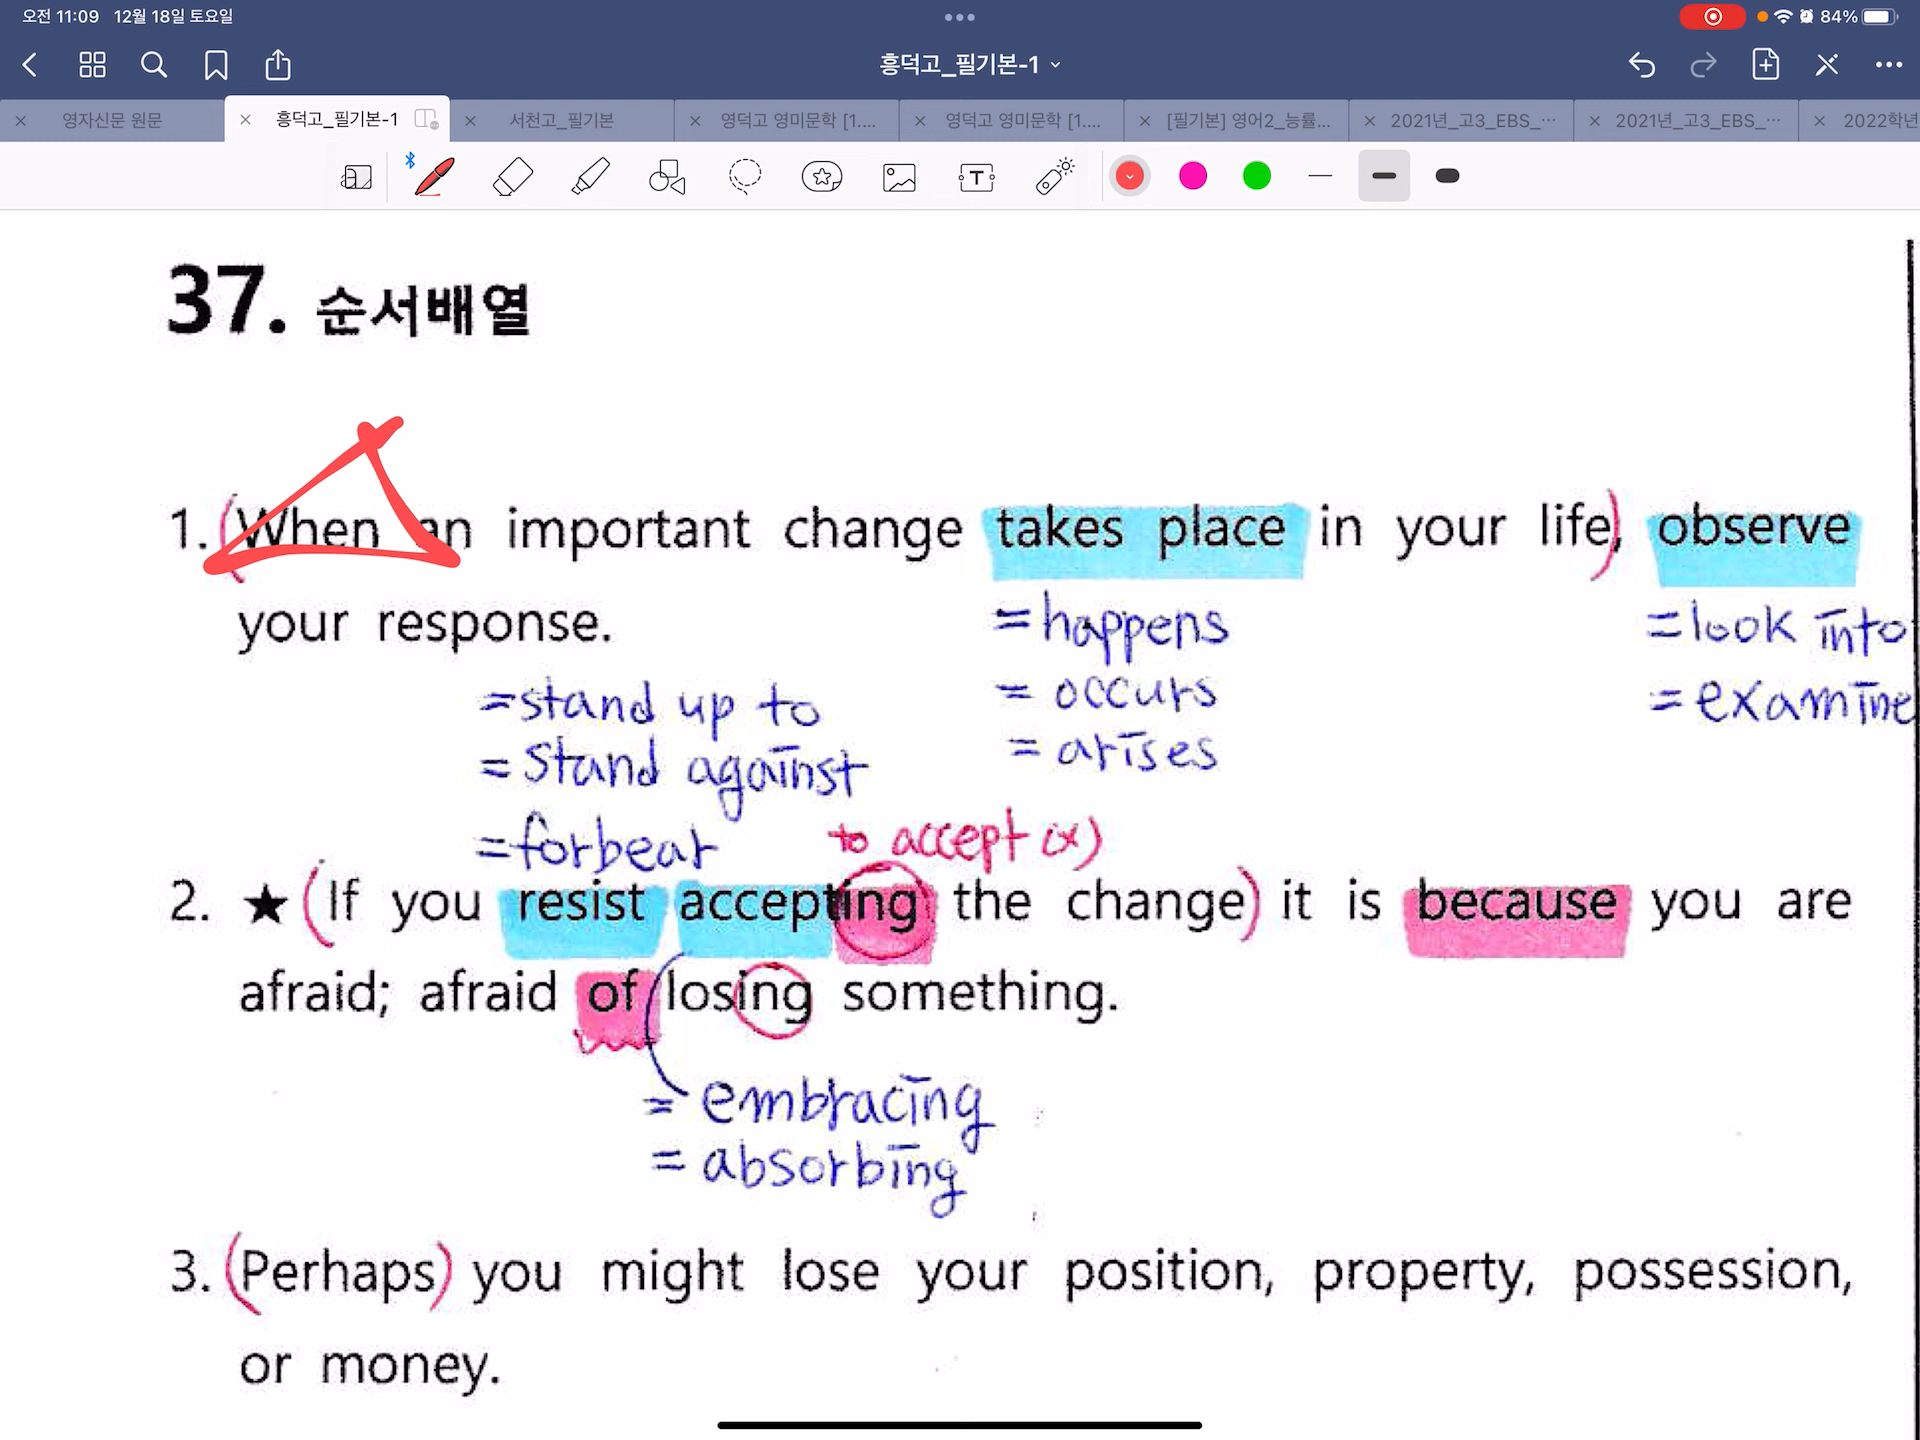 오전 11:09 12월 18일 토요일
84%
흥덕고_필기본-1
영자신문 원문
흥덕고_필기본-1
서천고_필기본
영덕고 영미문학 [1....
영덕고 영미문학 [1....
[필기본] 영어2_능률...
2021년_고3_EBS_...
2021년_고3_EBS_...
2022학년
37. 순서배열
1. (When an important change takes place in your life), observe
your response.
= happens
= look into
= stand up to
= occurs
= examine
= stand against
= arises
= forbear
to accept (x)
2. ★ (If you resist accepting the change) it is because you are
afraid; afraid of losing something.
= embracing
= absorbing
3. (Perhaps) you might lose your position, property, possession,
or money.